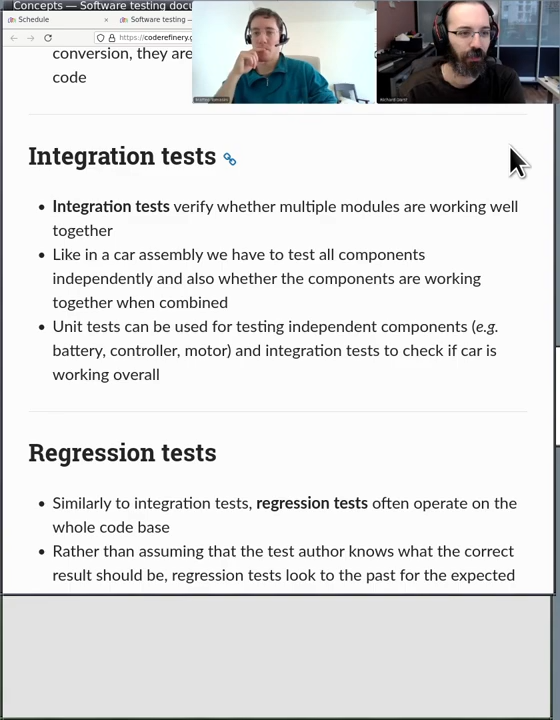 Concepts — Software testing docu
Schedule
Software testing —
https://coderefinery.g
conversion, they are
code
Integration tests
Integration tests verify whether multiple modules are working well
together
Like in a car assembly we have to test all components
independently and also whether the components are working
together when combined
Unit tests can be used for testing independent components (e.g.
battery, controller, motor) and integration tests to check if car is
working overall
Regression tests
Similarly to integration tests, regression tests often operate on the
whole code base
Rather than assuming that the test author knows what the correct
result should be, regression tests look to the past for the expected